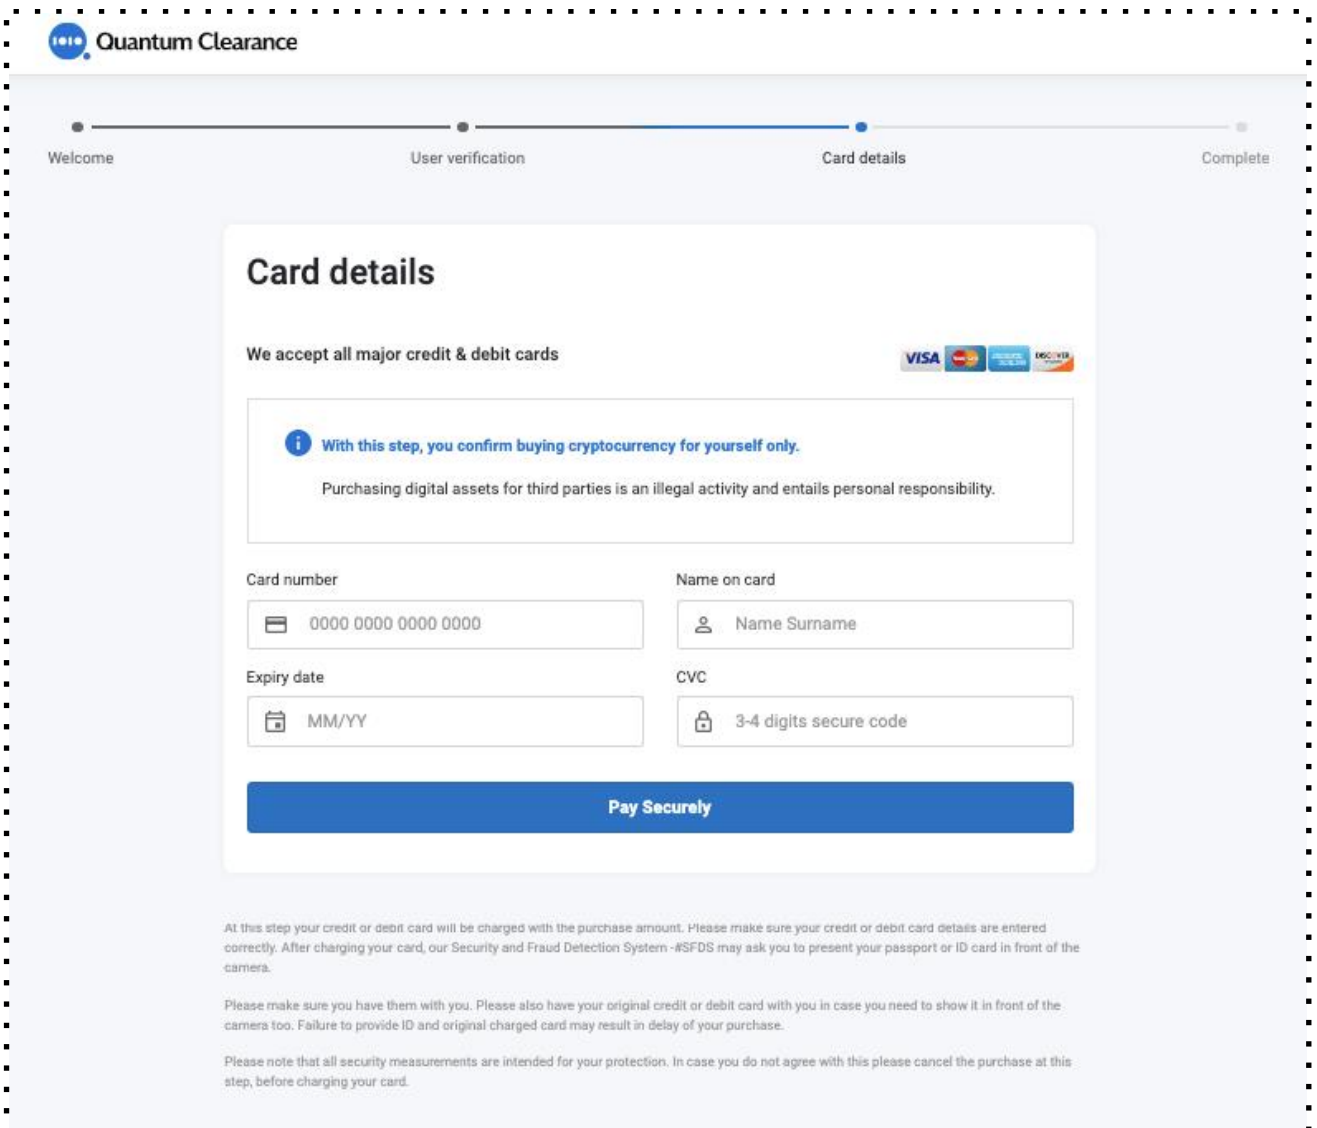 Quantum Clearance
Welcome
User verification
Card details
Complete
Card details
We accept all major credit & debit cards
VISA
DISCOVER
With this step, you confirm buying cryptocurrency for yourself only.
Purchasing digital assets for third parties is an illegal activity and entails personal responsibility.
Card number
Name on card
0000 0000 0000 0000
Name Surname
Expiry date
CVC
MM/YY
3-4 digits secure code
Pay Securely
At this step your credit or debit card will be charged with the purchase amount. Please make sure your credit or debit card details are entered
correctly. After charging your card, our Security and Fraud Detection System -#SFDS may ask you to present your passport or ID card in front of the
camera.
Please make sure you have them with you. Please also have your original credit or debit card with you in case you need to show it in front of the
camera too. Failure to provide ID and original charged card may result in delay of your purchase.
Please note that all security measurements are intended for your protection. In case you do not agree with this please cancel the purchase at this
step, before charging your card.